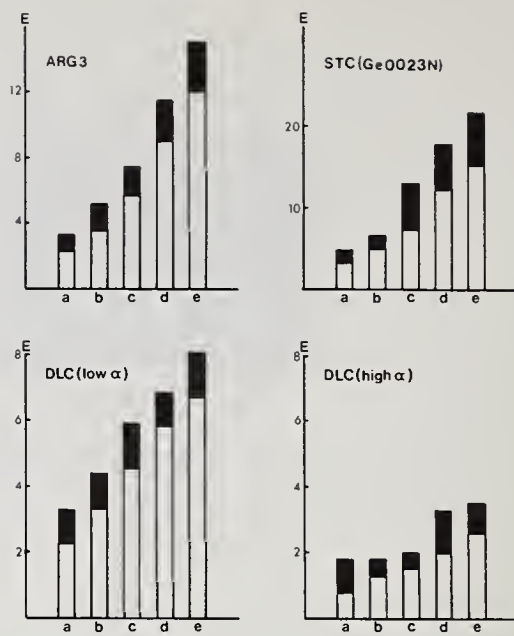 E
ARG3
12
8
4
a b c d e
E
STC(Ge0023N)
20
10
a b c d e
E
8
DLC(low α)
6
4
2
a b c d e
E
8
DLC(high α)
6
4
2
a b c d e